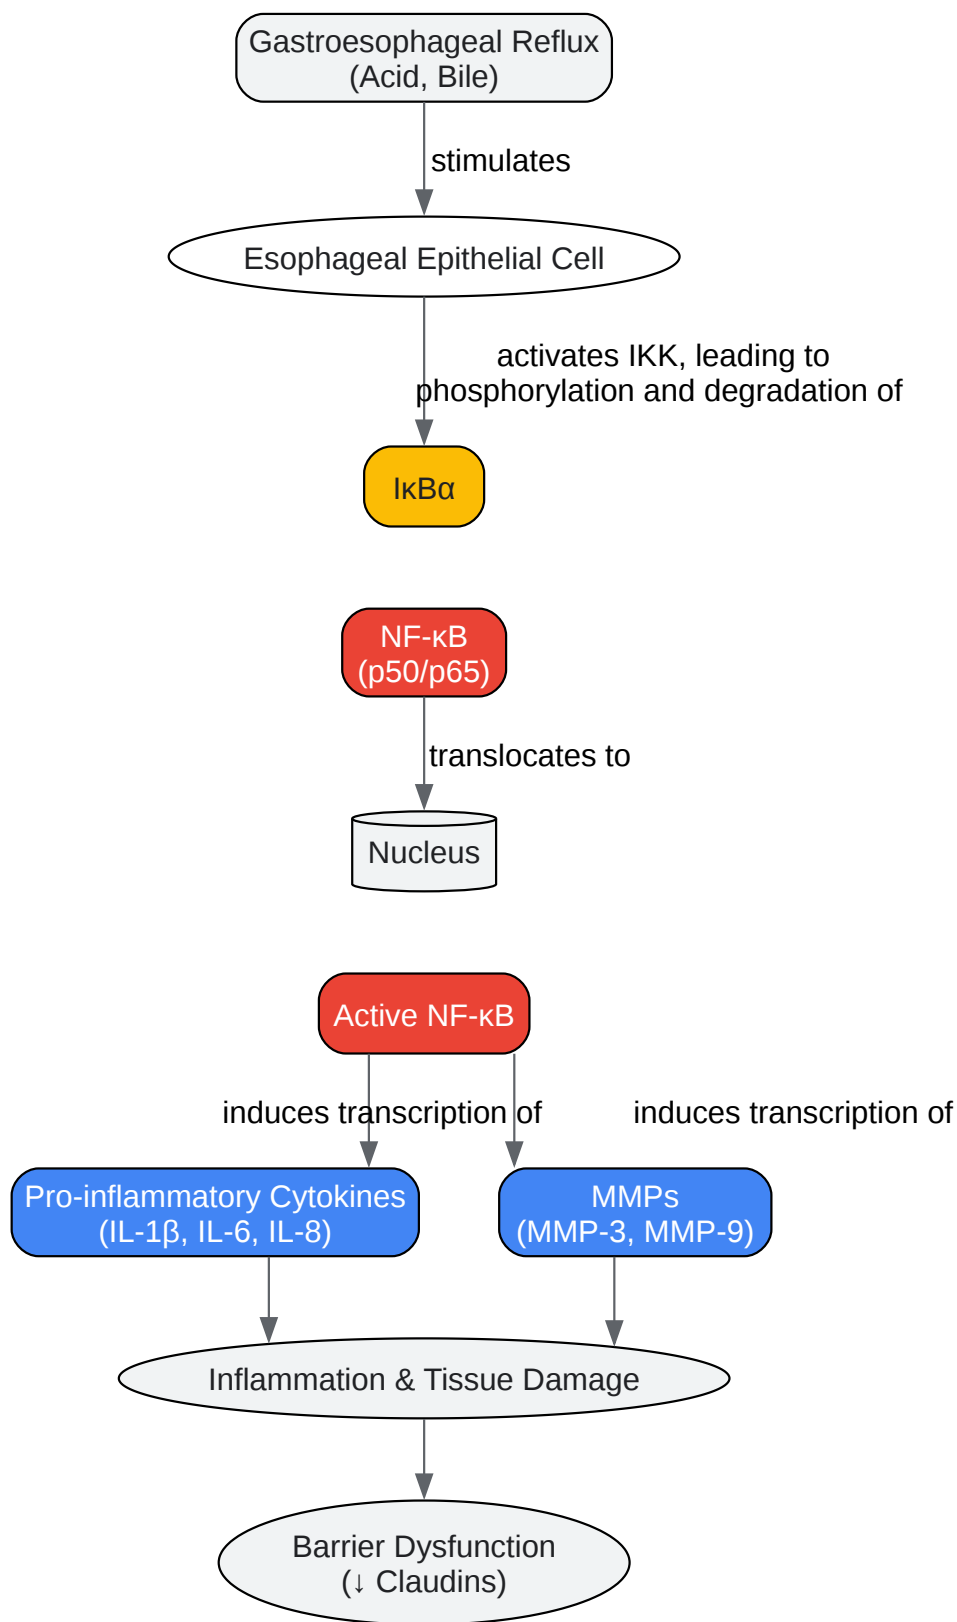 Gastroesophageal Reflux
(Acid, Bile)
stimulates
Esophageal Epithelial Cell
activates IKK, leading to
phosphorylation and degradation of
IκBα
NF-κB
(p50/p65)
translocates to
Nucleus
Active NF-κB
induces transcription of
induces transcription of
Pro-inflammatory Cytokines
(IL-1β, IL-6, IL-8)
MMPs
(MMP-3, MMP-9)
Inflammation & Tissue Damage
Barrier Dysfunction
(↓ Claudins)